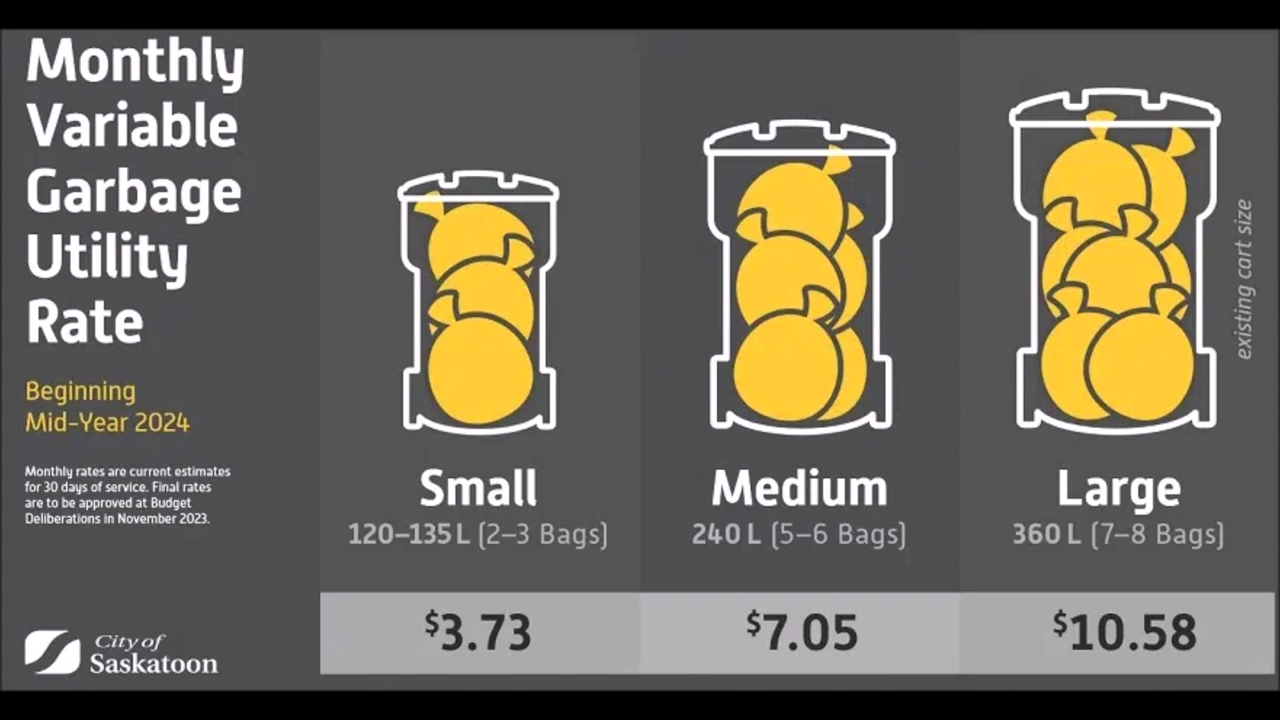 Monthly
Variable
Garbage
Utility
Rate
Beginning
Mid-Year 2024
Monthly rates are current estimates
for 30 days of service. Final rates
are to be approved at Budget
Deliberations in November 2023.
City of
Saskatoon
Small
120–135 L (2–3 Bags)
$3.73
Medium
240 L (5–6 Bags)
$7.05
Large
360 L (7–8 Bags)
$10.58
existing cart size